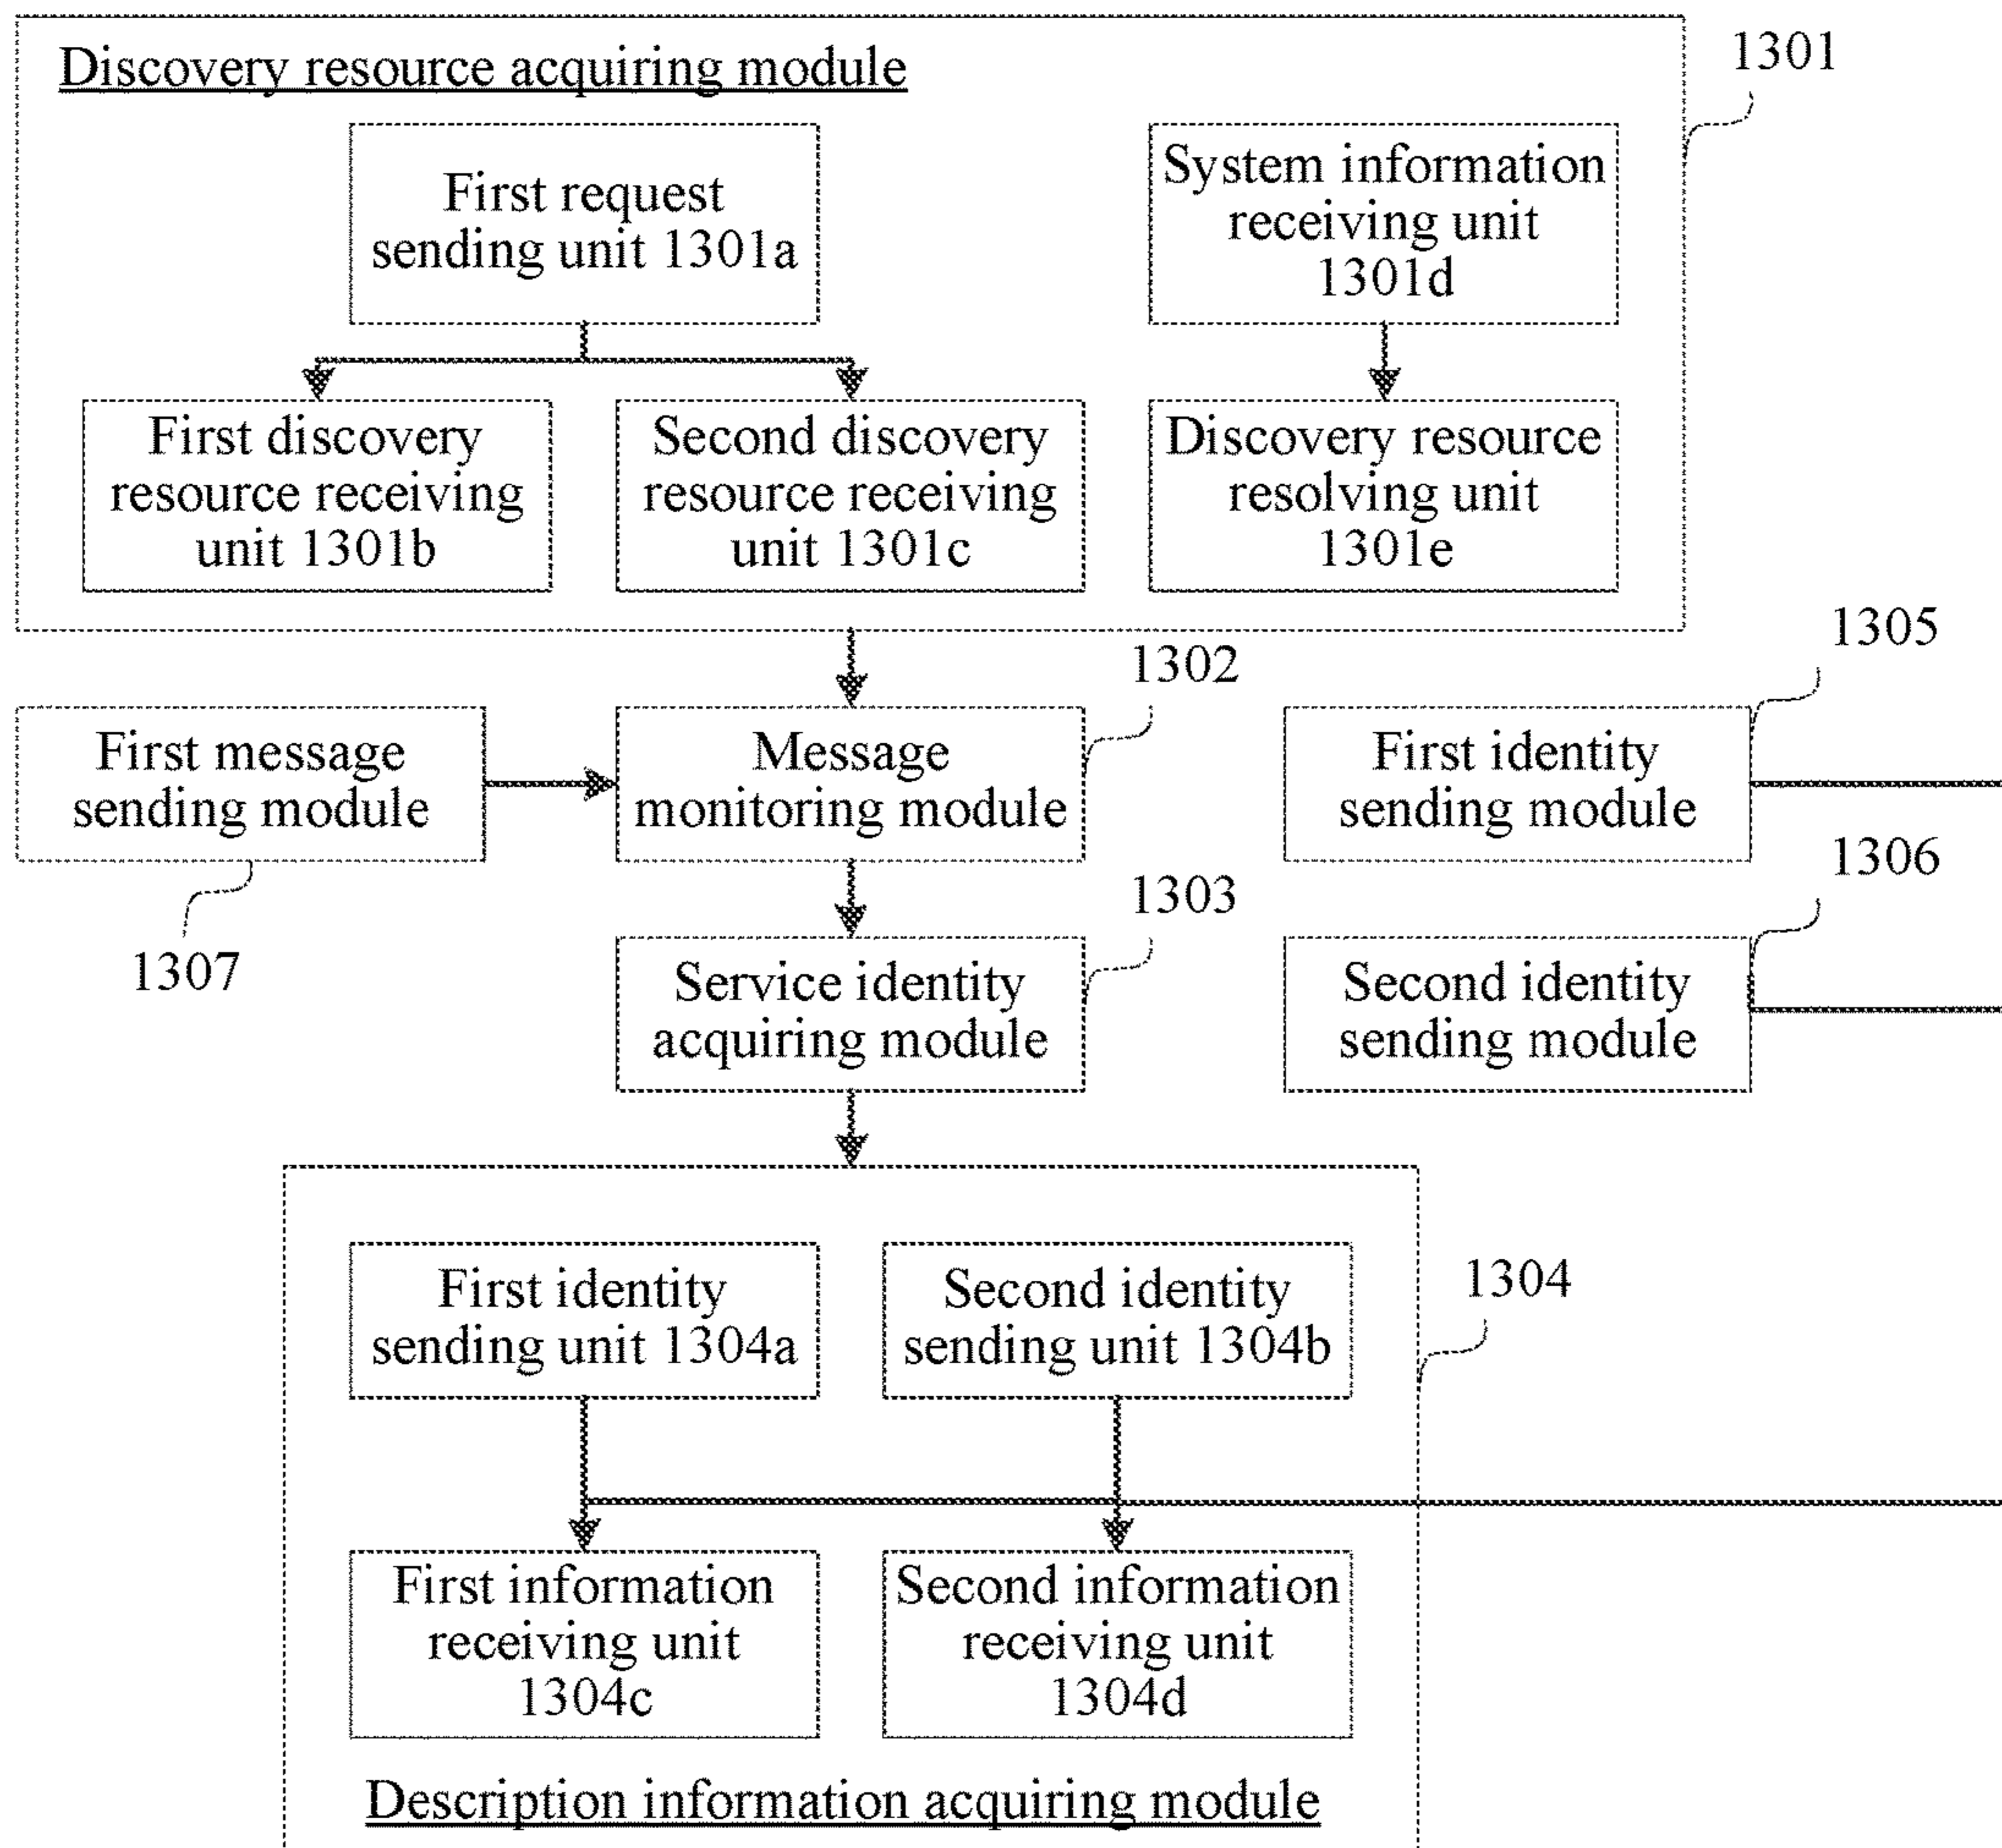 Discovery resource acquiring module
1301
First request
sending unit 1301a
System information
receiving unit
1301d
First discovery
resource receiving
unit 1301b
Second discovery
resource receiving
unit 1301c
Discovery resource
resolving unit
1301e
1302
1305
First message
sending module
Message
monitoring module
First identity
sending module
1307
1303
1306
Service identity
acquiring module
Second identity
sending module
First identity
sending unit 1304a
Second identity
sending unit 1304b
1304
First information
receiving unit
1304c
Second information
receiving unit
1304d
Description information acquiring module